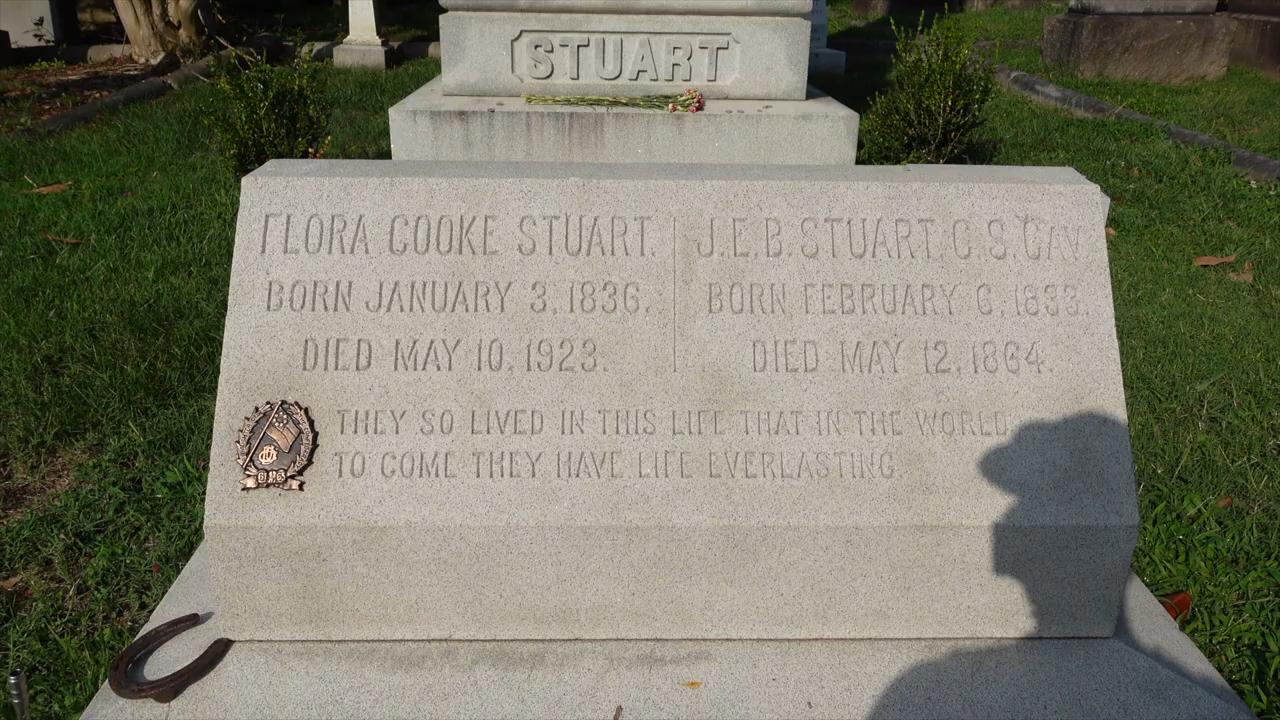 STUART
FLORA COOKE STUART.
BORN JANUARY 3, 1836.
DIED MAY 10, 1923.
J.E.B. STUART. C. S. CAV.
BORN FEBRUARY 6, 1833.
DIED MAY 12, 1864.
THEY SO LIVED IN THIS LIFE, THAT IN THE WORLD
TO COME THEY HAVE LIFE EVERLASTING.